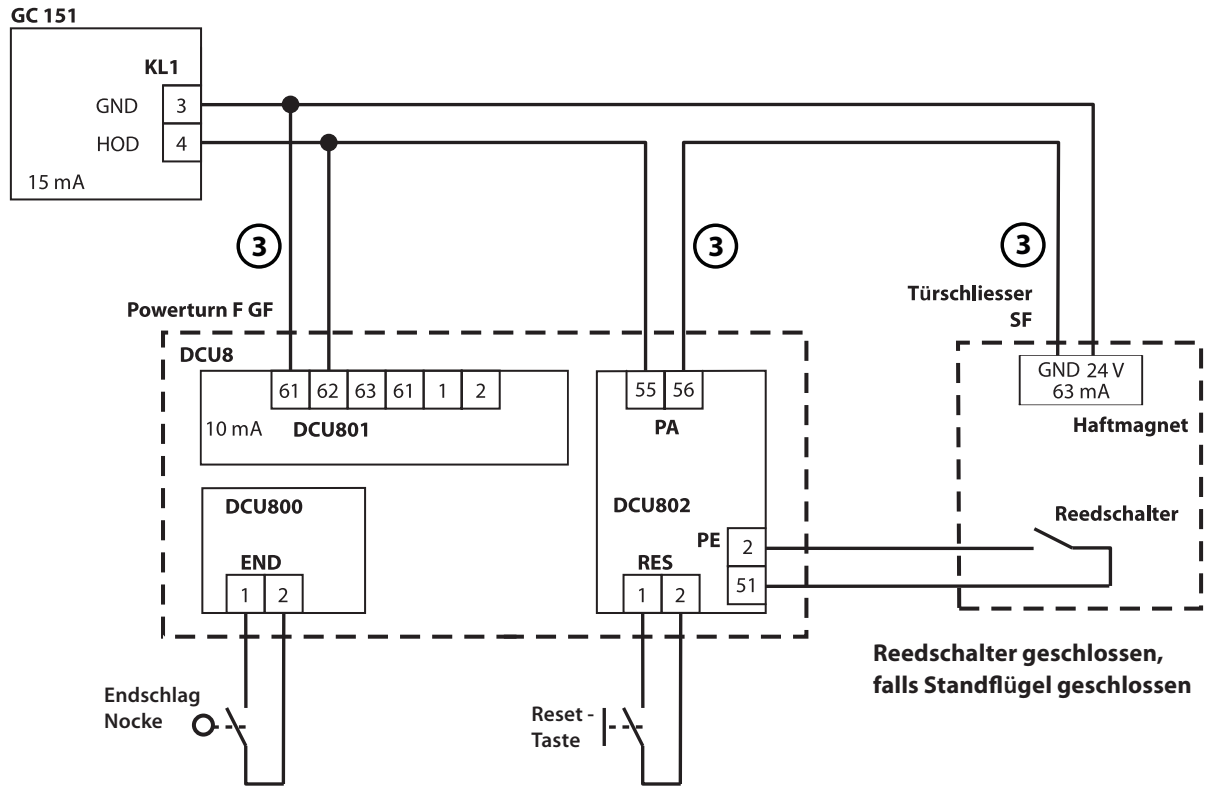 GC 151
KL1
GND 3
HOD 4
15 mA
3
3
3
Türschliesser
SF
Powerturn F GF
DCU8
61 62 63 61 1 2
10 mA DCU801
55 56
PA
GND 24 V
63 mA
Haftmagnet
DCU800
END
1 2
DCU802
PE 2
51
RES
1 2
Reedschalter
Reedschalter geschlossen,
falls Standflügel geschlossen
Endschlag
Nocke
Reset -
Taste